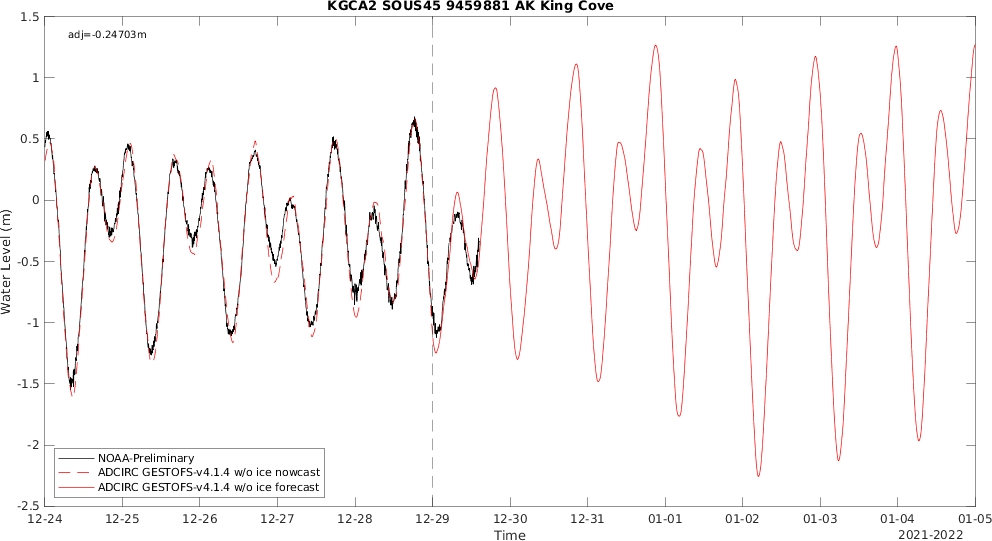 KGCA2 SOUS45 9459881 AK King Cove
adj=-0.24703m
1.5
1
0.5
0
-0.5
-1
-1.5
-2
-2.5
Water Level (m)
NOAA-Preliminary
ADCIRC GESTOFS-v4.1.4 w/o ice nowcast
ADCIRC GESTOFS-v4.1.4 w/o ice forecast
12-24 12-25 12-26 12-27 12-28 12-29 12-30 12-31 01-01 01-02 01-03 01-04 01-05
Time
2021-2022